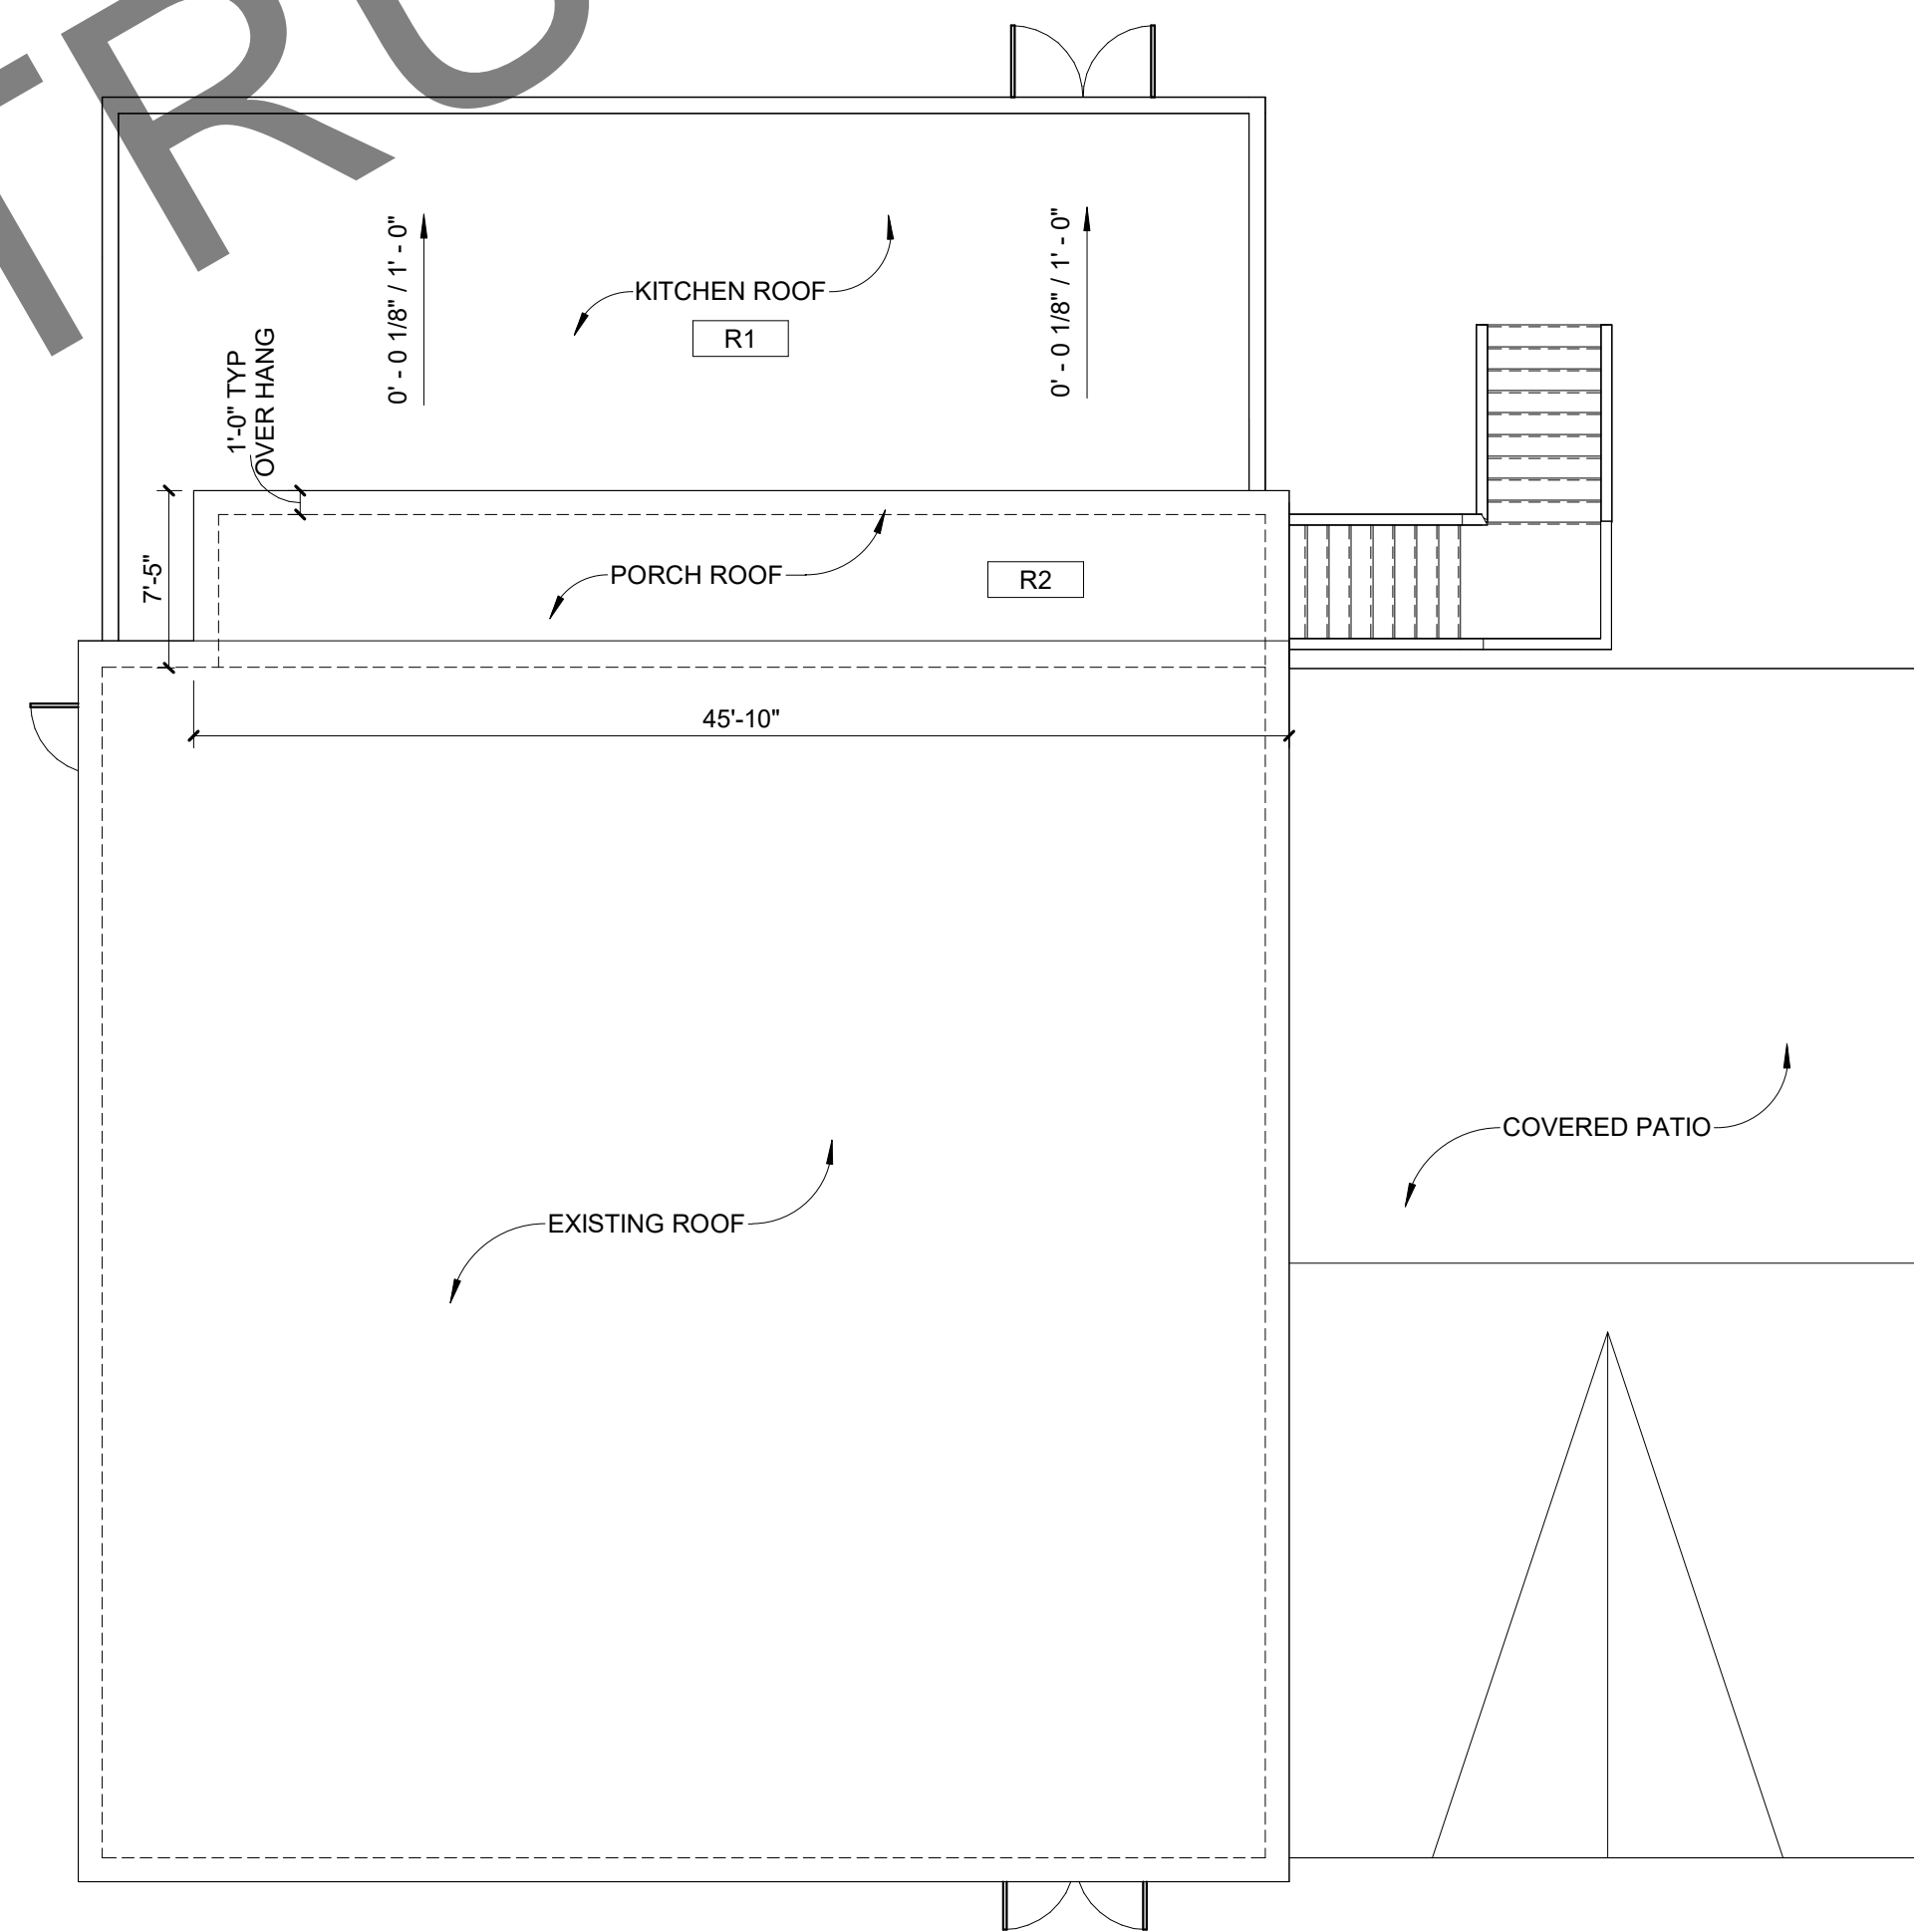 TRU
0' - 0 1/8" / 1' - 0"
0' - 0 1/8" / 1' - 0"
KITCHEN ROOF
R1
1'-0" TYP
OVER HANG
7'-5"
PORCH ROOF
R2
45'-10"
COVERED PATIO
EXISTING ROOF